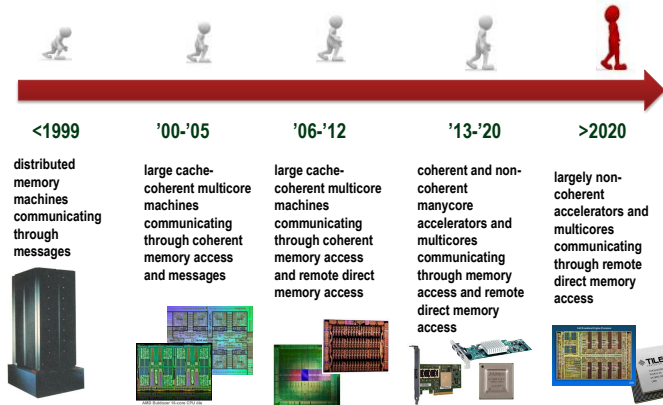 <1999
'00-'05
'06-'12
'13-'20
>2020
distributed
memory
machines
communicating
through
messages
large cache-
coherent multicore
machines
communicating
through coherent
memory access
and messages
large cache-
coherent multicore
machines
communicating
through coherent
memory access
and remote direct
memory access
coherent and non-
coherent
manycore
accelerators and
multicores
communicating
through memory
access and remote
direct memory
access
largely non-
coherent
accelerators and
multicores
communicating
through remote
direct memory
access
TILE